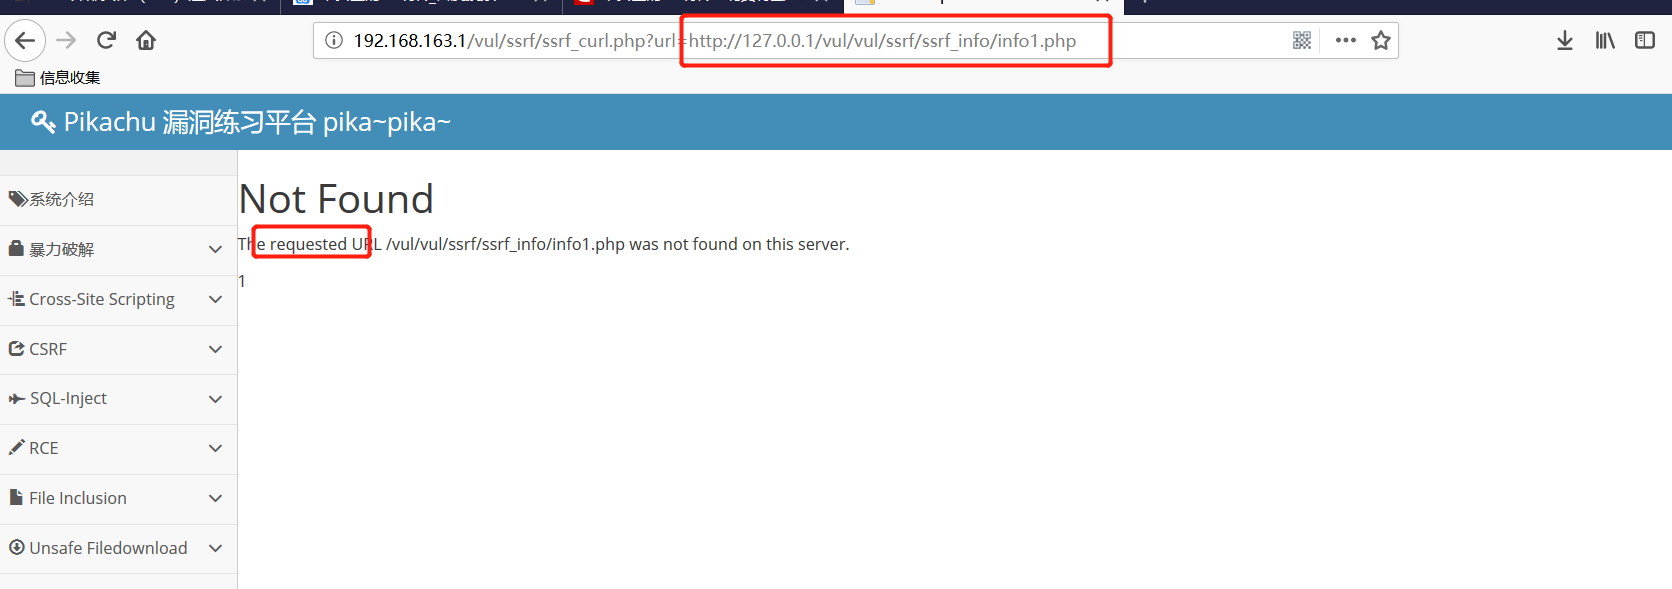 192.168.163.1/vul/ssrf/ssrf_curl.php?url=http://127.0.0.1/vul/vul/ssrf/ssrf_info/info1.php
信息收集
Pikachu 漏洞练习平台 pika~pika~
系统介绍
暴力破解
Cross-Site Scripting
CSRF
SQL-Inject
RCE
File Inclusion
Unsafe Filedownload
Not Found
The requested URL /vul/vul/ssrf/ssrf_info/info1.php was not found on this server.
1